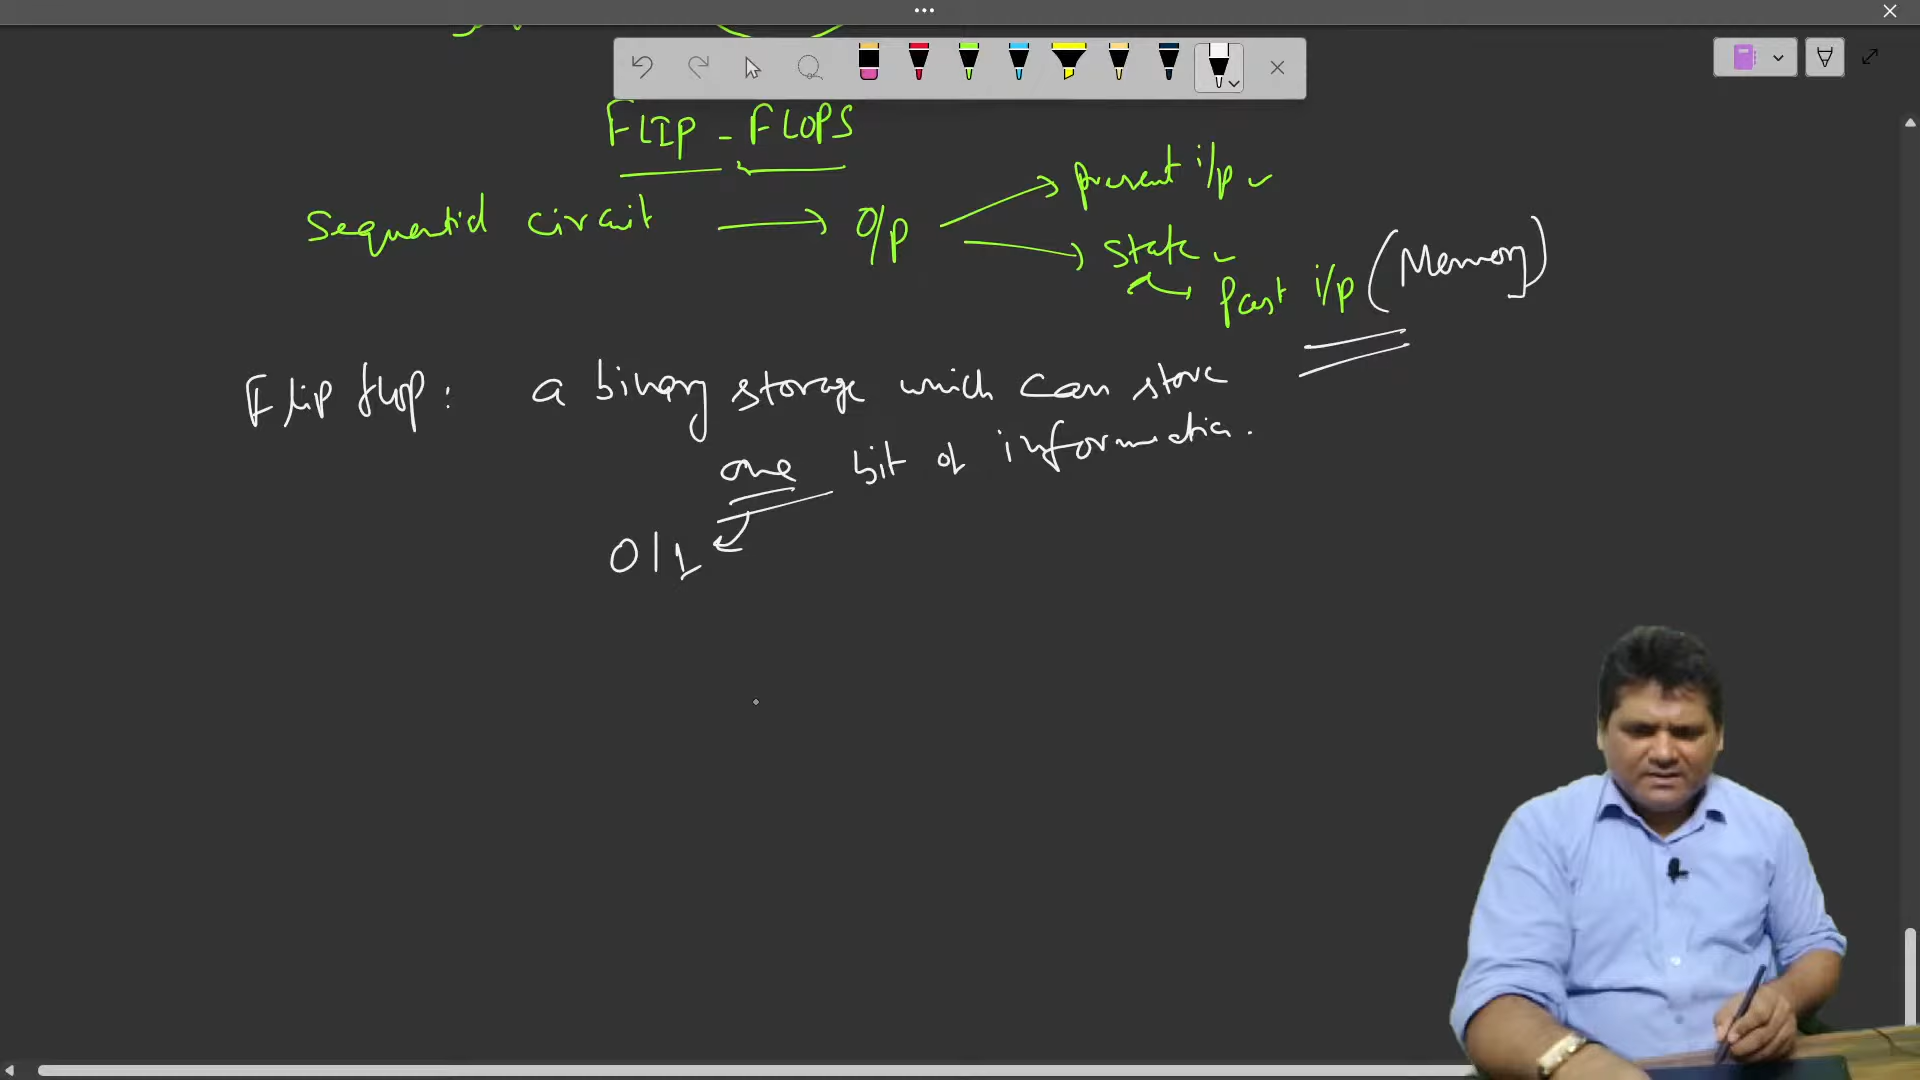 FLIP - FLOPS
Sequential circuit → O/p → present i/p
→ state
→ Past i/p (Memory)
Flip flop : a binary storage which can store
one bit of information.
0/1